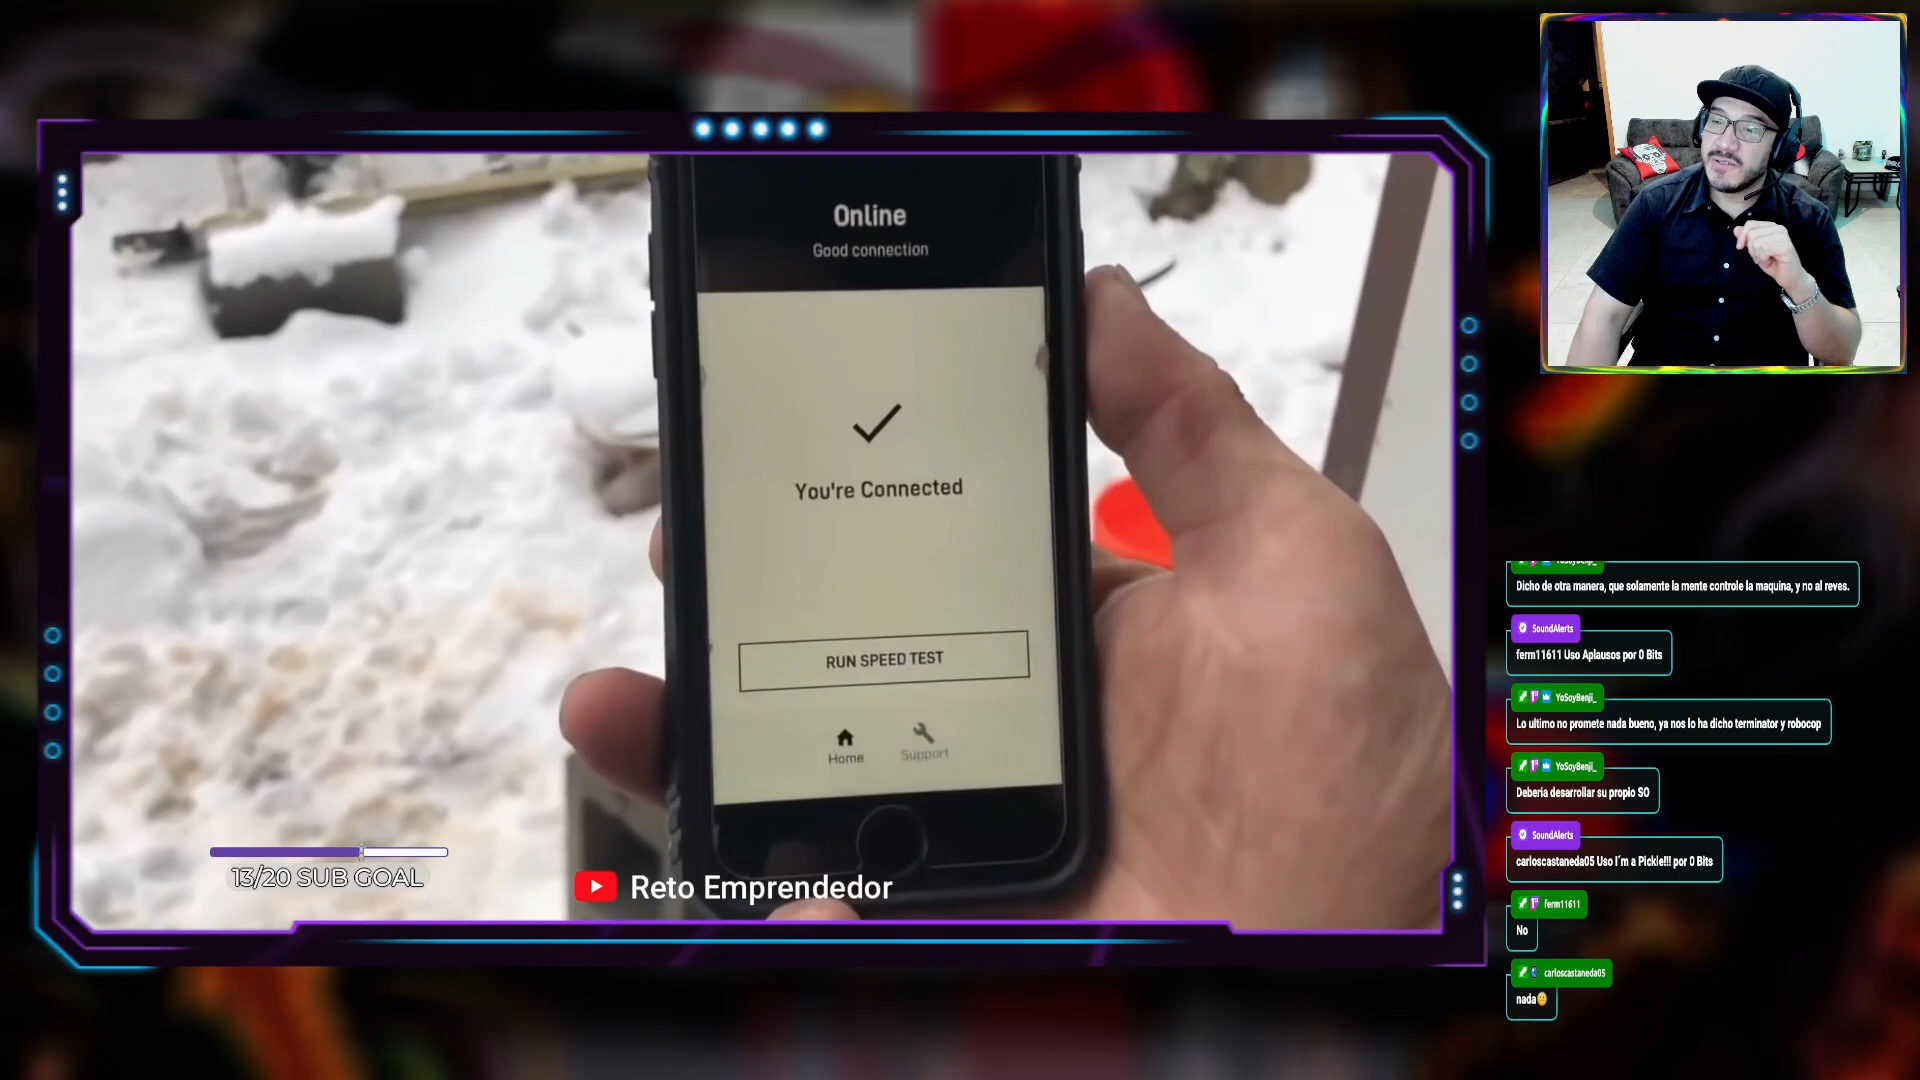 Online
Good connection
You're Connected
RUN SPEED TEST
Home
Support
13/20 SUB GOAL
Reto Emprendedor
YoSoyBenji_
Dicho de otra manera, que solamente la mente controle la maquina, y no al reves.
SoundAlerts
ferm11611 Uso Aplausos por 0 Bits
YoSoyBenji_
Lo ultimo no promete nada bueno, ya nos lo ha dicho terminator y robocop
YoSoyBenji_
Deberia desarrollar su propio SO
SoundAlerts
carloscastaneda05 Uso I´m a Pickle!!! por 0 Bits
ferm11611
No
carloscastaneda05
nada🙁